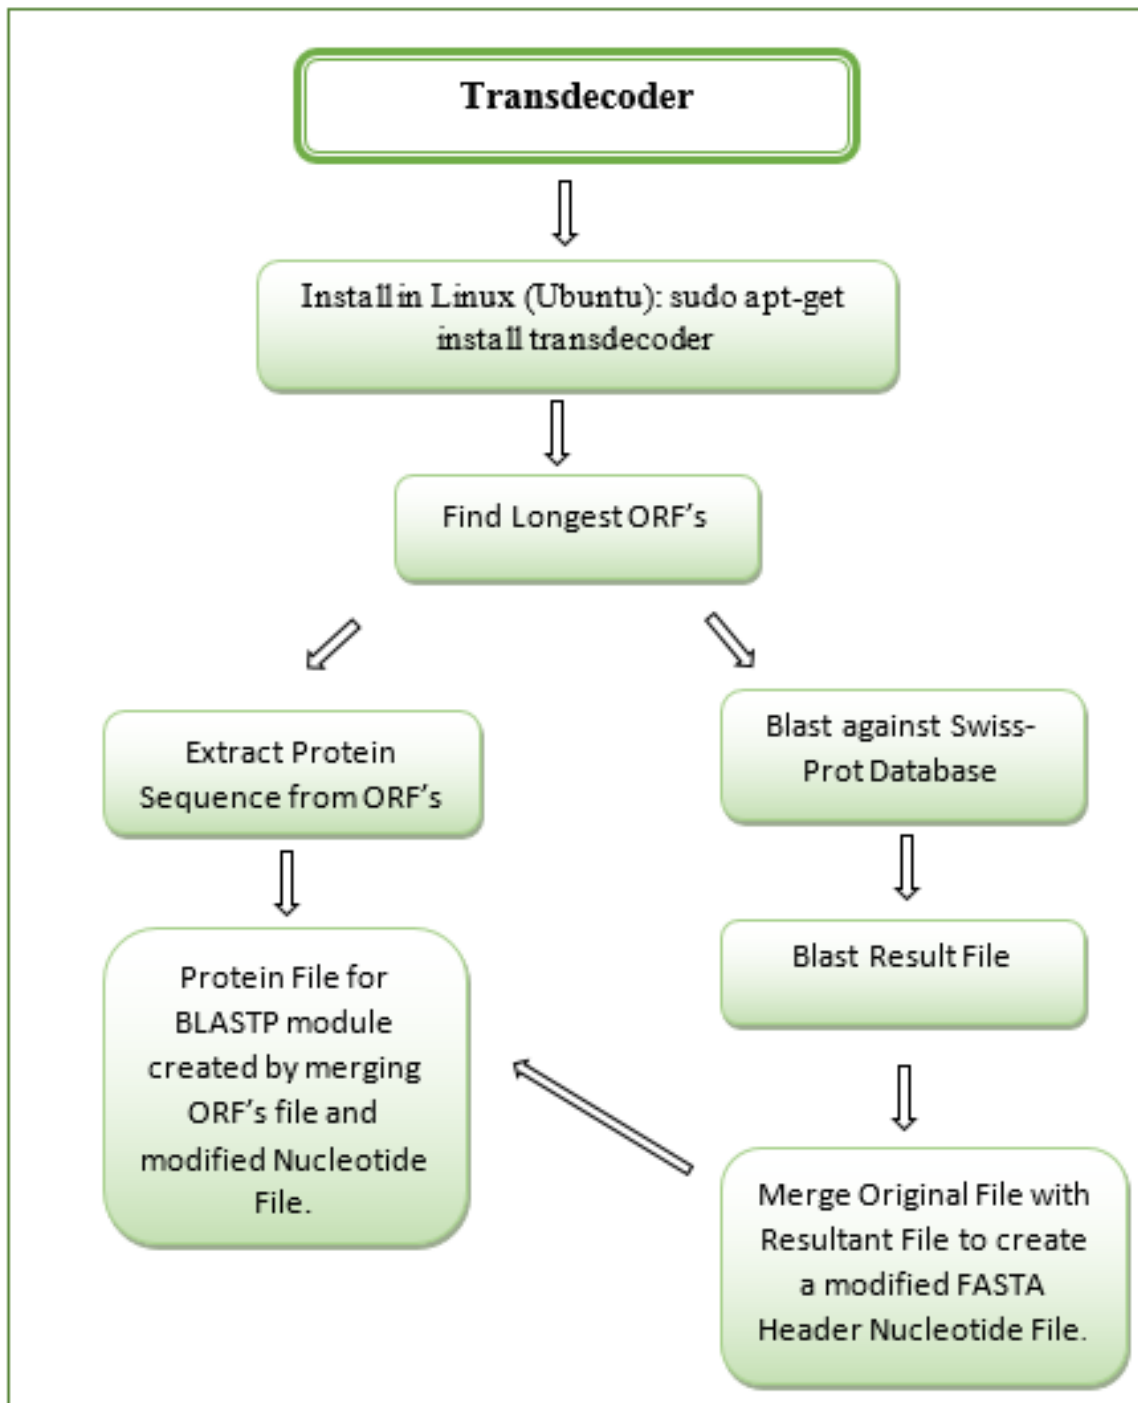 Transdecoder
Install in Linux (Ubuntu): sudo apt-get
install transdecoder
Find Longest ORF's
Extract Protein
Sequence from ORF's
Protein File for
BLASTP module
created by merging
ORF's file and
modified Nucleotide
File.
Blast against Swiss-
Prot Database
Blast Result File
Merge Original File with
Resultant File to create
a modified FASTA
Header Nucleotide File.